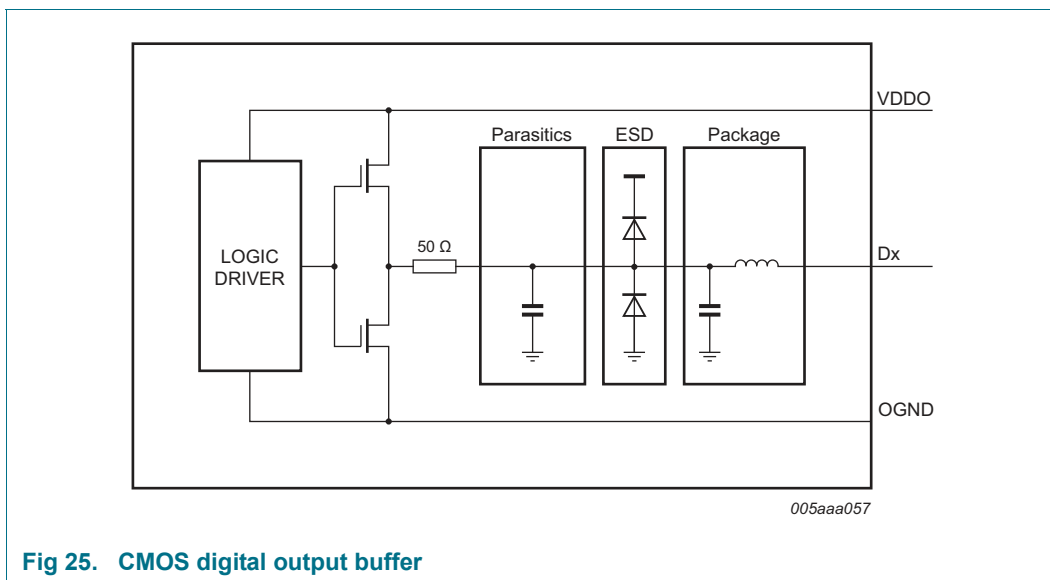 VDDO
Parasitics
ESD
Package
LOGIC
DRIVER
50 Ω
Dx
OGND
005aaa057
Fig 25. CMOS digital output buffer